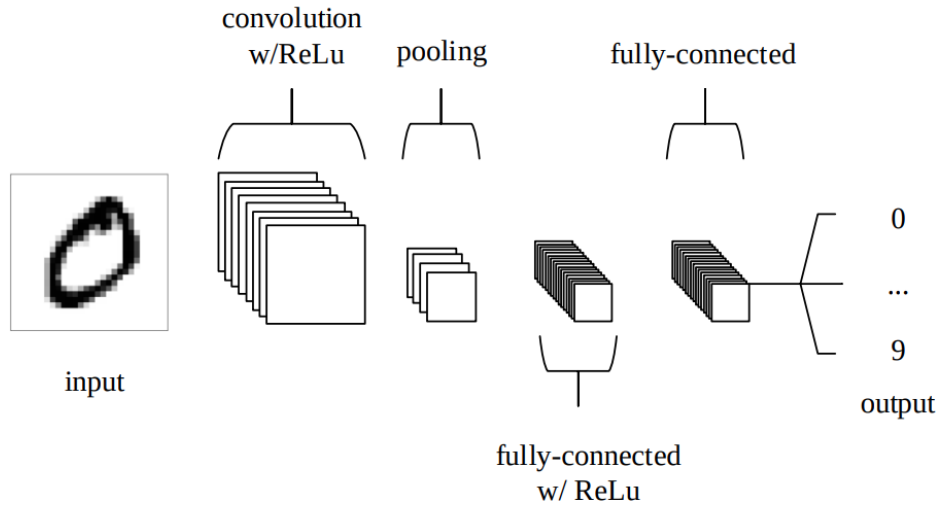 convolution
w/ReLu
pooling
fully-connected
input
0
...
9
output
fully-connected
w/ ReLu